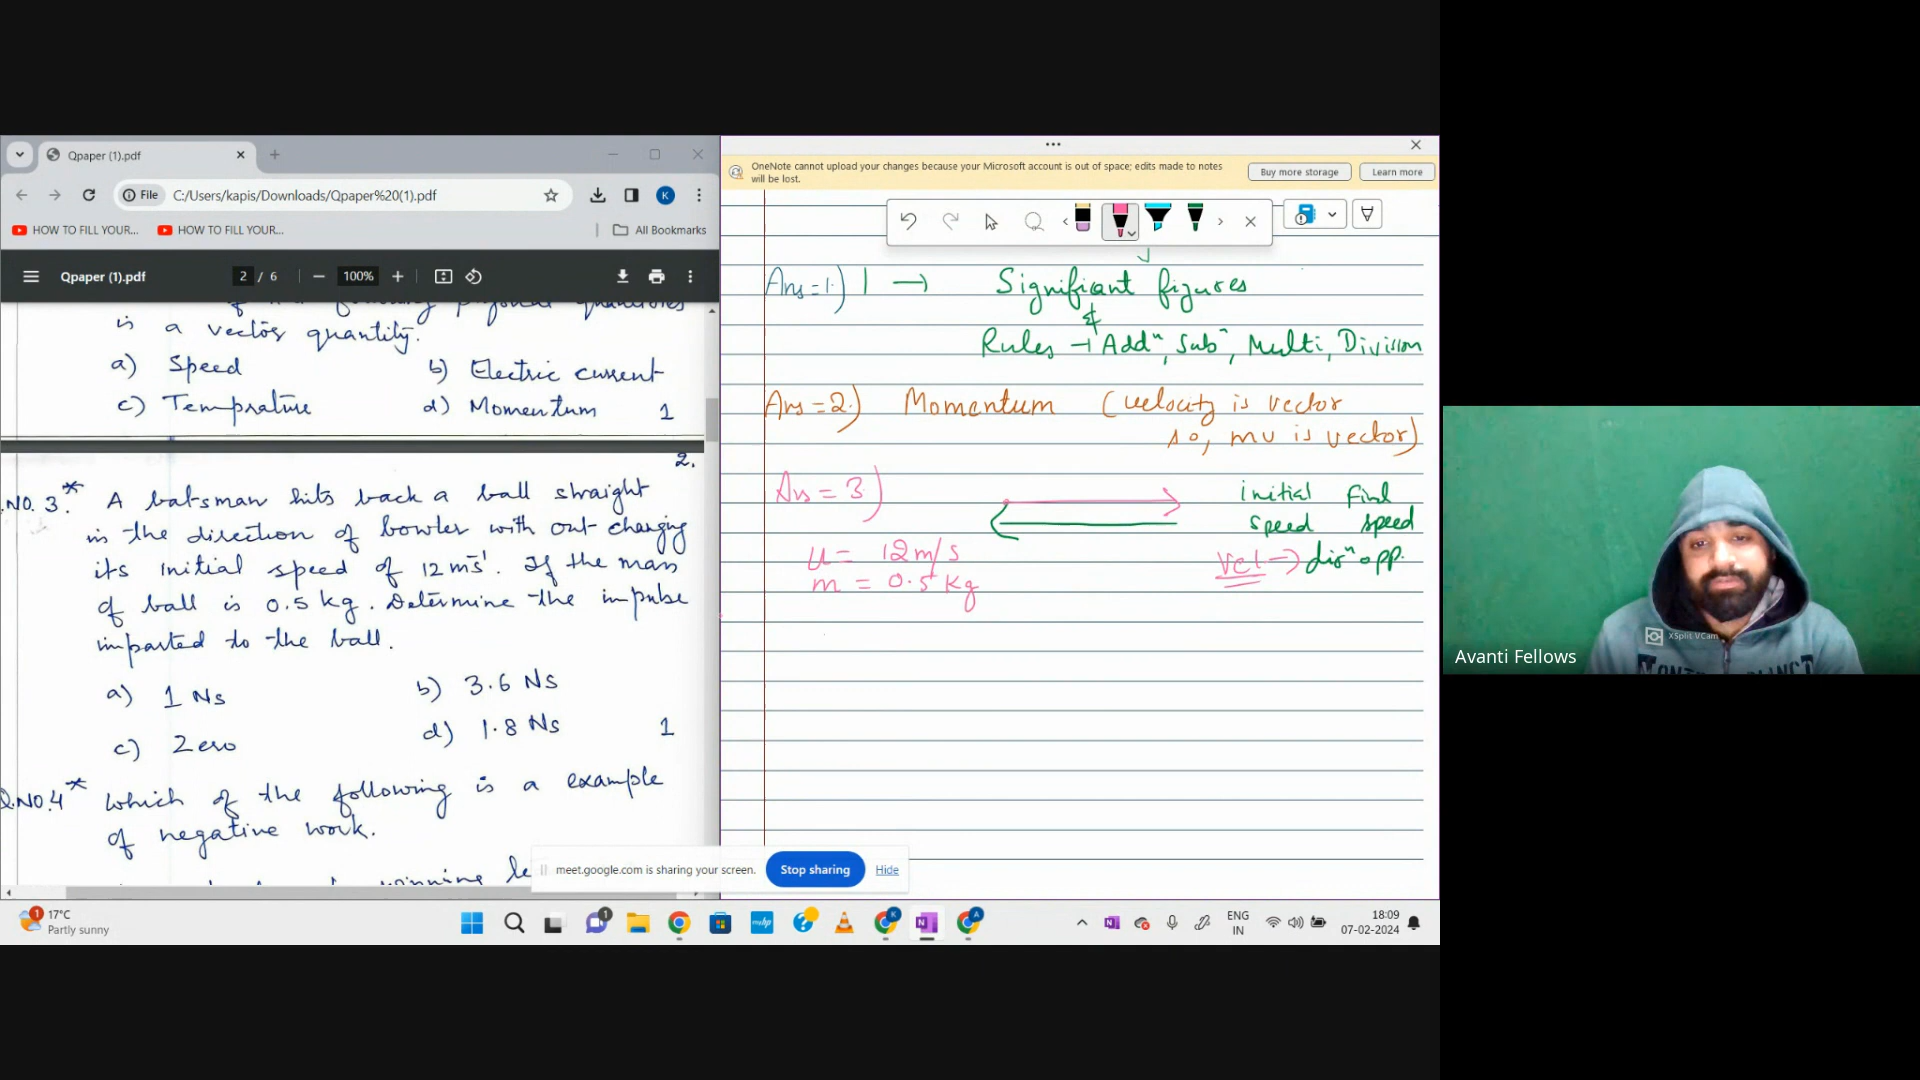 Qpaper (1).pdf
File C:/Users/kapis/Downloads/Qpaper%20(1).pdf
K
HOW TO FILL YOUR... HOW TO FILL YOUR... All Bookmarks
Qpaper (1).pdf 2 / 6 100%
is a vector quantity.
a) Speed b) Electric current
c) Temprature d) Momentum 1
2.
.NO. 3.* A batsman hits back a ball straight
in the direction of bowler with out changing
its initial speed of 12 ms-1. If the mass
of ball is 0.5 kg. Determine the impulse
imparted to the ball.
a) 1 Ns b) 3.6 Ns
c) Zero d) 1.8 Ns 1
Q.NO.4* Which of the following is a example
of negative work.
OneNote cannot upload your changes because your Microsoft account is out of space; edits made to notes
will be lost.
Buy more storage Learn more
Ans=1.) 1 → Significant figures
&
Rules → Addn, Subn, Multi, Division
Ans=2.) Momentum (velocity is vector
so, mv is vector)
Ans=3) initial final
speed speed
u = 12 m/s vel → dirn opp.
m = 0.5 kg
meet.google.com is sharing your screen. Stop sharing Hide
XSplit VCam
Avanti Fellows
1 17°C
Partly sunny
1
myhp
K
A
ENG
IN
18:09
07-02-2024